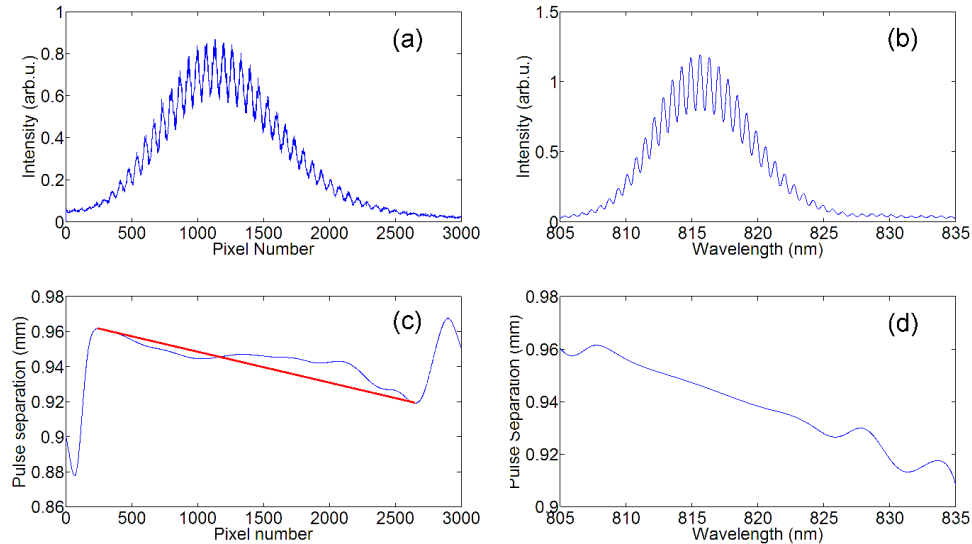 (a)
Intensity (arb.u.)
1
0.8
0.6
0.4
0.2
0
0 500 1000 1500 2000 2500 3000
Pixel Number
(b)
Intensity (arb.u.)
1.5
1
0.5
0
805 810 815 820 825 830 835
Wavelength (nm)
(c)
Pulse separation (mm)
0.98
0.96
0.94
0.92
0.9
0.88
0.86
0 500 1000 1500 2000 2500 3000
Pixel number
(d)
Pulse Separation (mm)
0.98
0.96
0.94
0.92
0.9
805 810 815 820 825 830 835
Wavelength (nm)